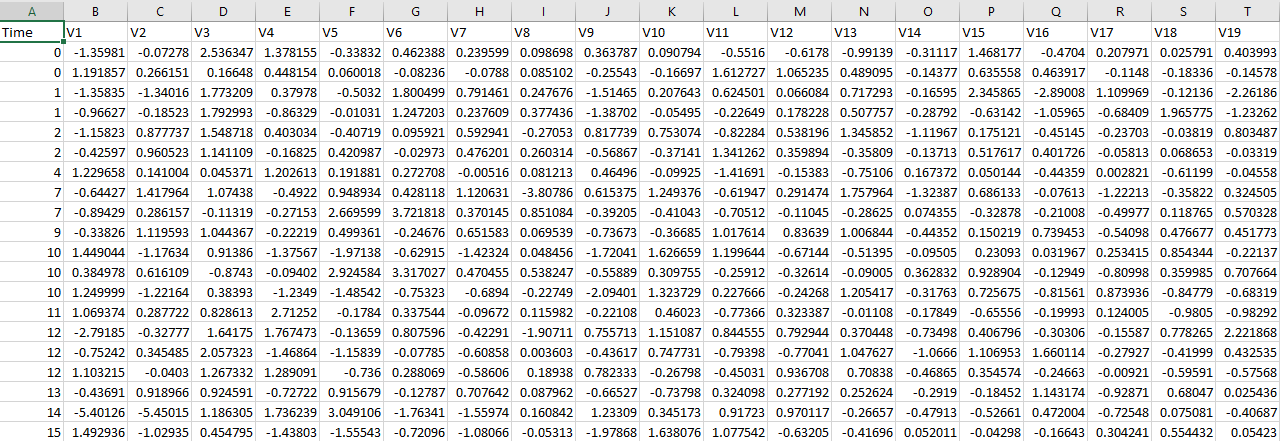 A B C D E F G H I J K L M N O P Q R S T
Time V1 V2 V3 V4 V5 V6 V7 V8 V9 V10 V11 V12 V13 V14 V15 V16 V17 V18 V19
0 -1.35981 -0.07278 2.536347 1.378155 -0.33832 0.462388 0.239599 0.098698 0.363787 0.090794 -0.5516 -0.6178 -0.99139 -0.31117 1.468177 -0.4704 0.207971 0.025791 0.403993
0 1.191857 0.266151 0.16648 0.448154 0.060018 -0.08236 -0.0788 0.085102 -0.25543 -0.16697 1.612727 1.065235 0.489095 -0.14377 0.635558 0.463917 -0.1148 -0.18336 -0.14578
1 -1.35835 -1.34016 1.773209 0.37978 -0.5032 1.800499 0.791461 0.247676 -1.51465 0.207643 0.624501 0.066084 0.717293 -0.16595 2.345865 -2.89008 1.109969 -0.12136 -2.26186
1 -0.96627 -0.18523 1.792993 -0.86329 -0.01031 1.247203 0.237609 0.377436 -1.38702 -0.05495 -0.22649 0.178228 0.507757 -0.28792 -0.63142 -1.05965 -0.68409 1.965775 -1.23262
2 -1.15823 0.877737 1.548718 0.403034 -0.40719 0.095921 0.592941 -0.27053 0.817739 0.753074 -0.82284 0.538196 1.345852 -1.11967 0.175121 -0.45145 -0.23703 -0.03819 0.803487
2 -0.42597 0.960523 1.141109 -0.16825 0.420987 -0.02973 0.476201 0.260314 -0.56867 -0.37141 1.341262 0.359894 -0.35809 -0.13713 0.517617 0.401726 -0.05813 0.068653 -0.03319
4 1.229658 0.141004 0.045371 1.202613 0.191881 0.272708 -0.00516 0.081213 0.46496 -0.09925 -1.41691 -0.15383 -0.75106 0.167372 0.050144 -0.44359 0.002821 -0.61199 -0.04558
7 -0.64427 1.417964 1.07438 -0.4922 0.948934 0.428118 1.120631 -3.80786 0.615375 1.249376 -0.61947 0.291474 1.757964 -1.32387 0.686133 -0.07613 -1.22213 -0.35822 0.324505
7 -0.89429 0.286157 -0.11319 -0.27153 2.669599 3.721818 0.370145 0.851084 -0.39205 -0.41043 -0.70512 -0.11045 -0.28625 0.074355 -0.32878 -0.21008 -0.49977 0.118765 0.570328
9 -0.33826 1.119593 1.044367 -0.22219 0.499361 -0.24676 0.651583 0.069539 -0.73673 -0.36685 1.017614 0.83639 1.006844 -0.44352 0.150219 0.739453 -0.54098 0.476677 0.451773
10 1.449044 -1.17634 0.91386 -1.37567 -1.97138 -0.62915 -1.42324 0.048456 -1.72041 1.626659 1.199644 -0.67144 -0.51395 -0.09505 0.23093 0.031967 0.253415 0.854344 -0.22137
10 0.384978 0.616109 -0.8743 -0.09402 2.924584 3.317027 0.470455 0.538247 -0.55889 0.309755 -0.25912 -0.32614 -0.09005 0.362832 0.928904 -0.12949 -0.80998 0.359985 0.707664
10 1.249999 -1.22164 0.38393 -1.2349 -1.48542 -0.75323 -0.6894 -0.22749 -2.09401 1.323729 0.227666 -0.24268 1.205417 -0.31763 0.725675 -0.81561 0.873936 -0.84779 -0.68319
11 1.069374 0.287722 0.828613 2.71252 -0.1784 0.337544 -0.09672 0.115982 -0.22108 0.46023 -0.77366 0.323387 -0.01108 -0.17849 -0.65556 -0.19993 0.124005 -0.9805 -0.98292
12 -2.79185 -0.32777 1.64175 1.767473 -0.13659 0.807596 -0.42291 -1.90711 0.755713 1.151087 0.844555 0.792944 0.370448 -0.73498 0.406796 -0.30306 -0.15587 0.778265 2.221868
12 -0.75242 0.345485 2.057323 -1.46864 -1.15839 -0.07785 -0.60858 0.003603 -0.43617 0.747731 -0.79398 -0.77041 1.047627 -1.0666 1.106953 1.660114 -0.27927 -0.41999 0.432535
12 1.103215 -0.0403 1.267332 1.289091 -0.736 0.288069 -0.58606 0.18938 0.782333 -0.26798 -0.45031 0.936708 0.70838 -0.46865 0.354574 -0.24663 -0.00921 -0.59591 -0.57568
13 -0.43691 0.918966 0.924591 -0.72722 0.915679 -0.12787 0.707642 0.087962 -0.66527 -0.73798 0.324098 0.277192 0.252624 -0.2919 -0.18452 1.143174 -0.92871 0.68047 0.025436
14 -5.40126 -5.45015 1.186305 1.736239 3.049106 -1.76341 -1.55974 0.160842 1.23309 0.345173 0.91723 0.970117 -0.26657 -0.47913 -0.52661 0.472004 -0.72548 0.075081 -0.40687
15 1.492936 -1.02935 0.454795 -1.43803 -1.55543 -0.72096 -1.08066 -0.05313 -1.97868 1.638076 1.077542 -0.63205 -0.41696 0.052011 -0.04298 -0.16643 0.304241 0.554432 0.05423